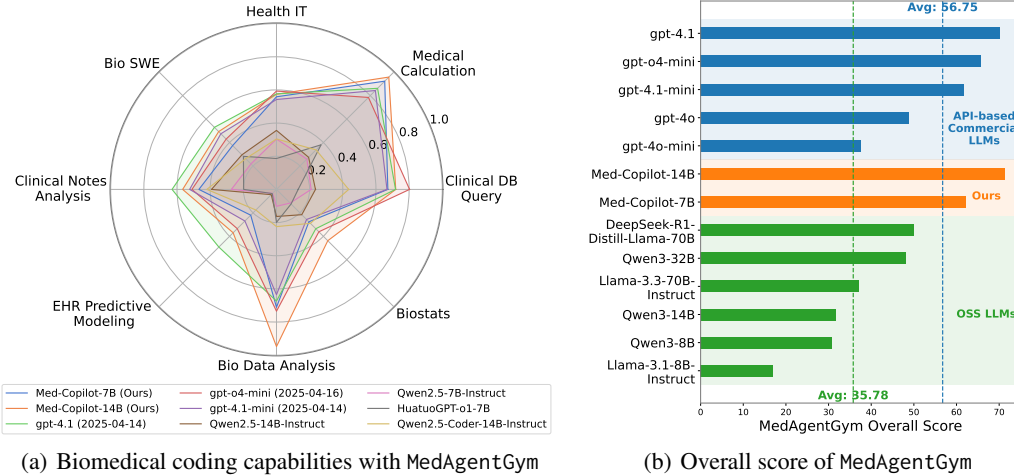 Health IT
Medical
Calculation
Bio SWE
1.0
0.8
0.6
0.4
0.2
Clinical Notes
Analysis
Clinical DB
Query
EHR Predictive
Modeling
Biostats
Bio Data Analysis
Med-Copilot-7B (Ours)
Med-Copilot-14B (Ours)
gpt-4.1 (2025-04-14)
gpt-o4-mini (2025-04-16)
gpt-4.1-mini (2025-04-14)
Qwen2.5-14B-Instruct
Qwen2.5-7B-Instruct
HuatuoGPT-o1-7B
Qwen2.5-Coder-14B-Instruct
(a) Biomedical coding capabilities with MedAgentGym
Avg: 56.75
gpt-4.1
gpt-o4-mini
gpt-4.1-mini
gpt-4o
gpt-4o-mini
API-based
Commercia
LLMs
Med-Copilot-14B
Med-Copilot-7B
Ours
DeepSeek-R1-
Distill-Llama-70B
Qwen3-32B
Llama-3.3-70B-
Instruct
Qwen3-14B
OSS LLMs
Qwen3-8B
Llama-3.1-8B-
Instruct
Avg: 35.78
0 10 20 30 40 50 60 70
MedAgentGym Overall Score
(b) Overall score of MedAgentGym